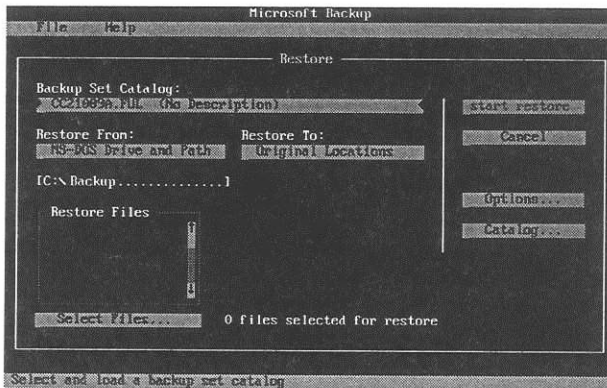 Microsoft Backup
File Help
Restore
Backup Set Catalog:
CC21089A.FUL (No Description)
start restore
Restore From:
Restore To:
Cancel
MS-DOS Drive and Path
Original Locations
[C:\Backup..............]
Options...
Restore Files
Catalog...
Select Files...
0 files selected for restore
Select and load a backup set catalog